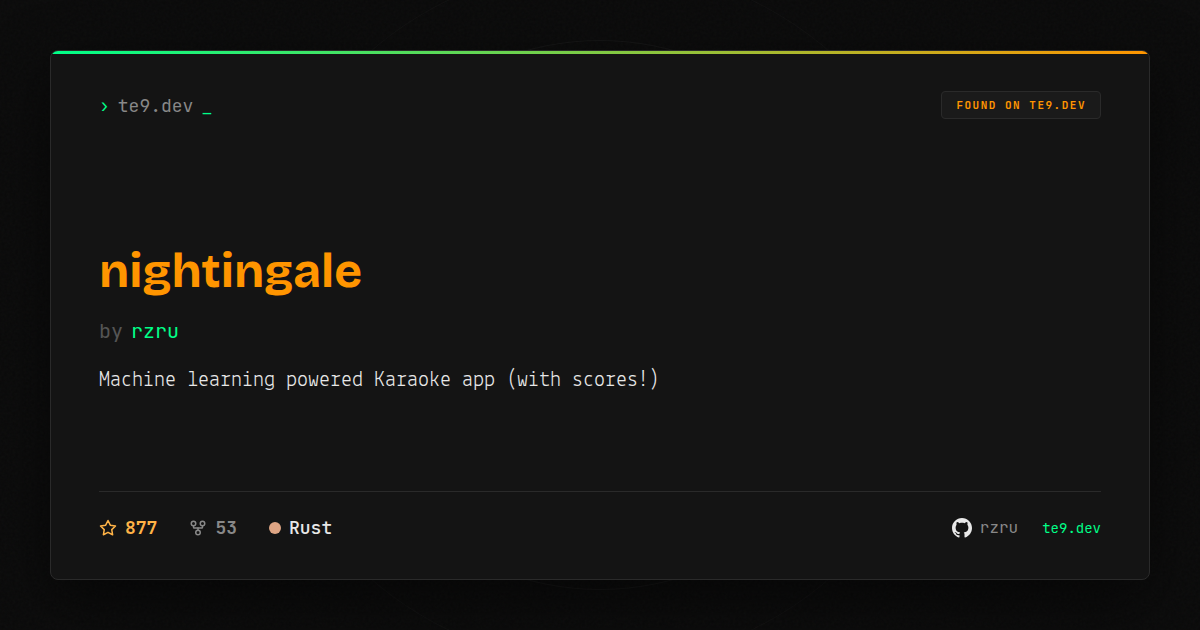 › te9.dev _
FOUND ON TE9.DEV
nightingale
by rzru
Machine learning powered Karaoke app (with scores!)
877 53 Rust
rzru te9.dev